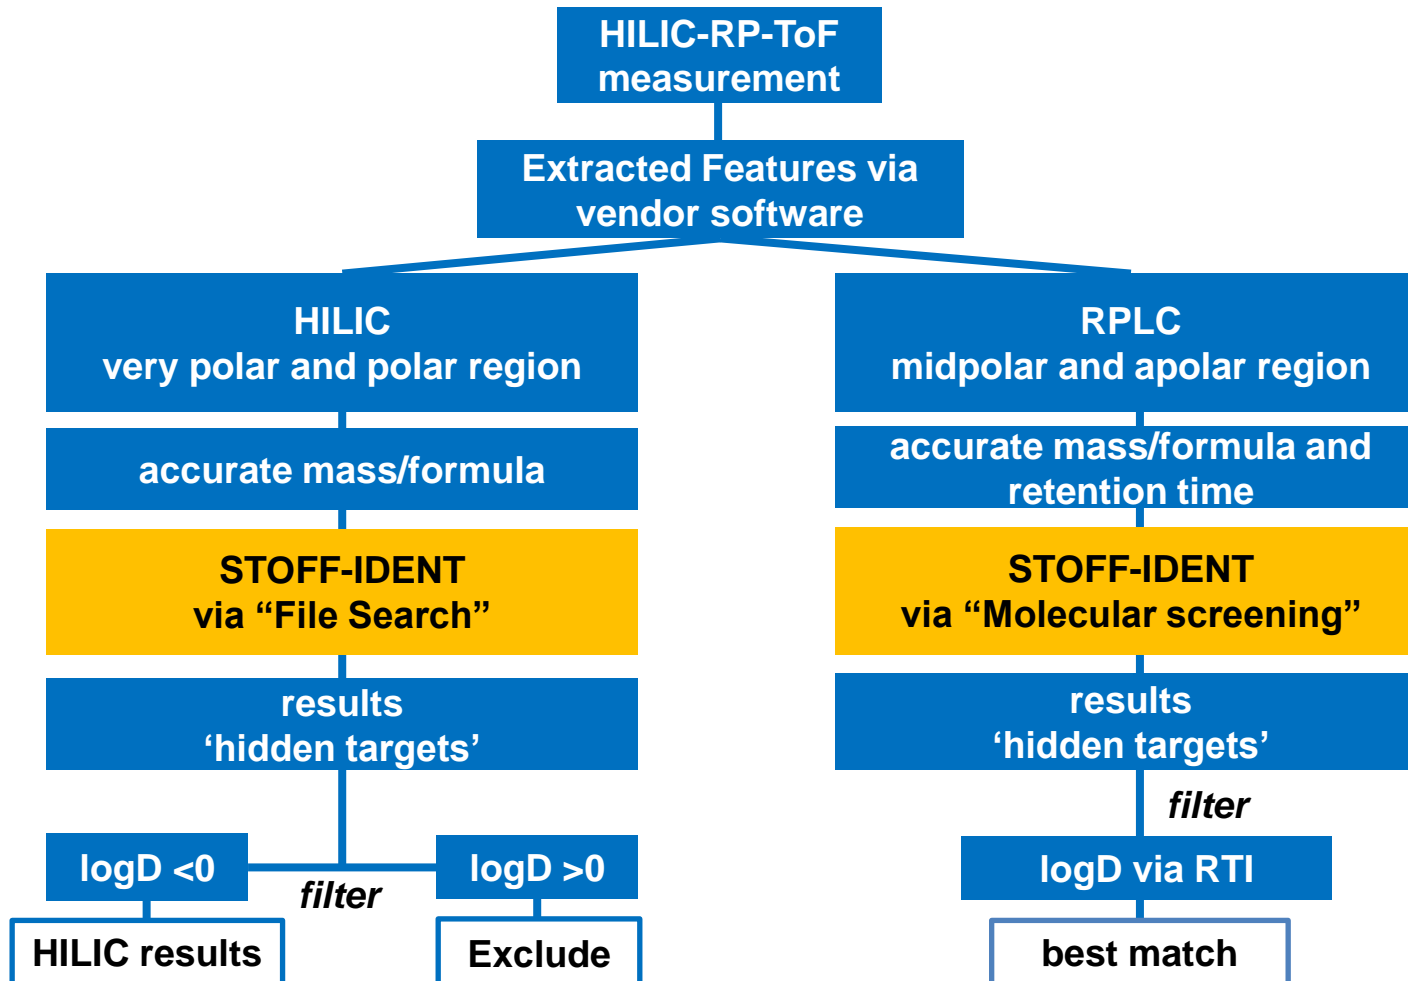 HILIC-RP-ToF
measurement
Extracted Features via
vendor software
HILIC
very polar and polar region
accurate mass/formula
STOFF-IDENT
via “File Search”
results
‘hidden targets’
logD <0
filter
logD >0
HILIC results
Exclude
RPLC
midpolar and apolar region
accurate mass/formula and
retention time
STOFF-IDENT
via “Molecular screening”
results
‘hidden targets’
filter
logD via RTI
best match